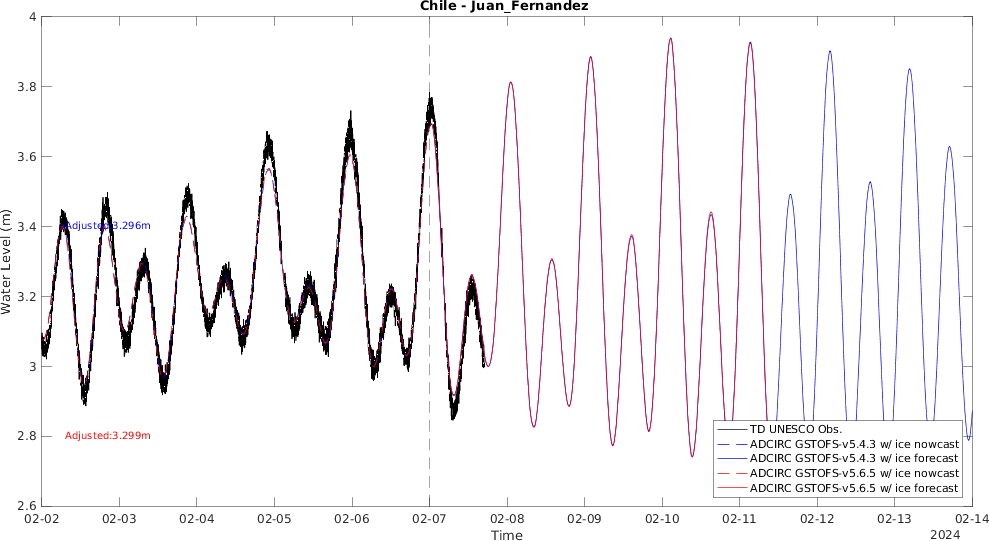 Chile - Juan_Fernandez
4
3.8
3.6
3.4
3.2
3
2.8
2.6
Water Level (m)
Adjusted:3.296m
Adjusted:3.299m
TD UNESCO Obs.
ADCIRC GSTOFS-v5.4.3 w/ ice nowcast
ADCIRC GSTOFS-v5.4.3 w/ ice forecast
ADCIRC GSTOFS-v5.6.5 w/ ice nowcast
ADCIRC GSTOFS-v5.6.5 w/ ice forecast
02-02 02-03 02-04 02-05 02-06 02-07 02-08 02-09 02-10 02-11 02-12 02-13 02-14
Time
2024